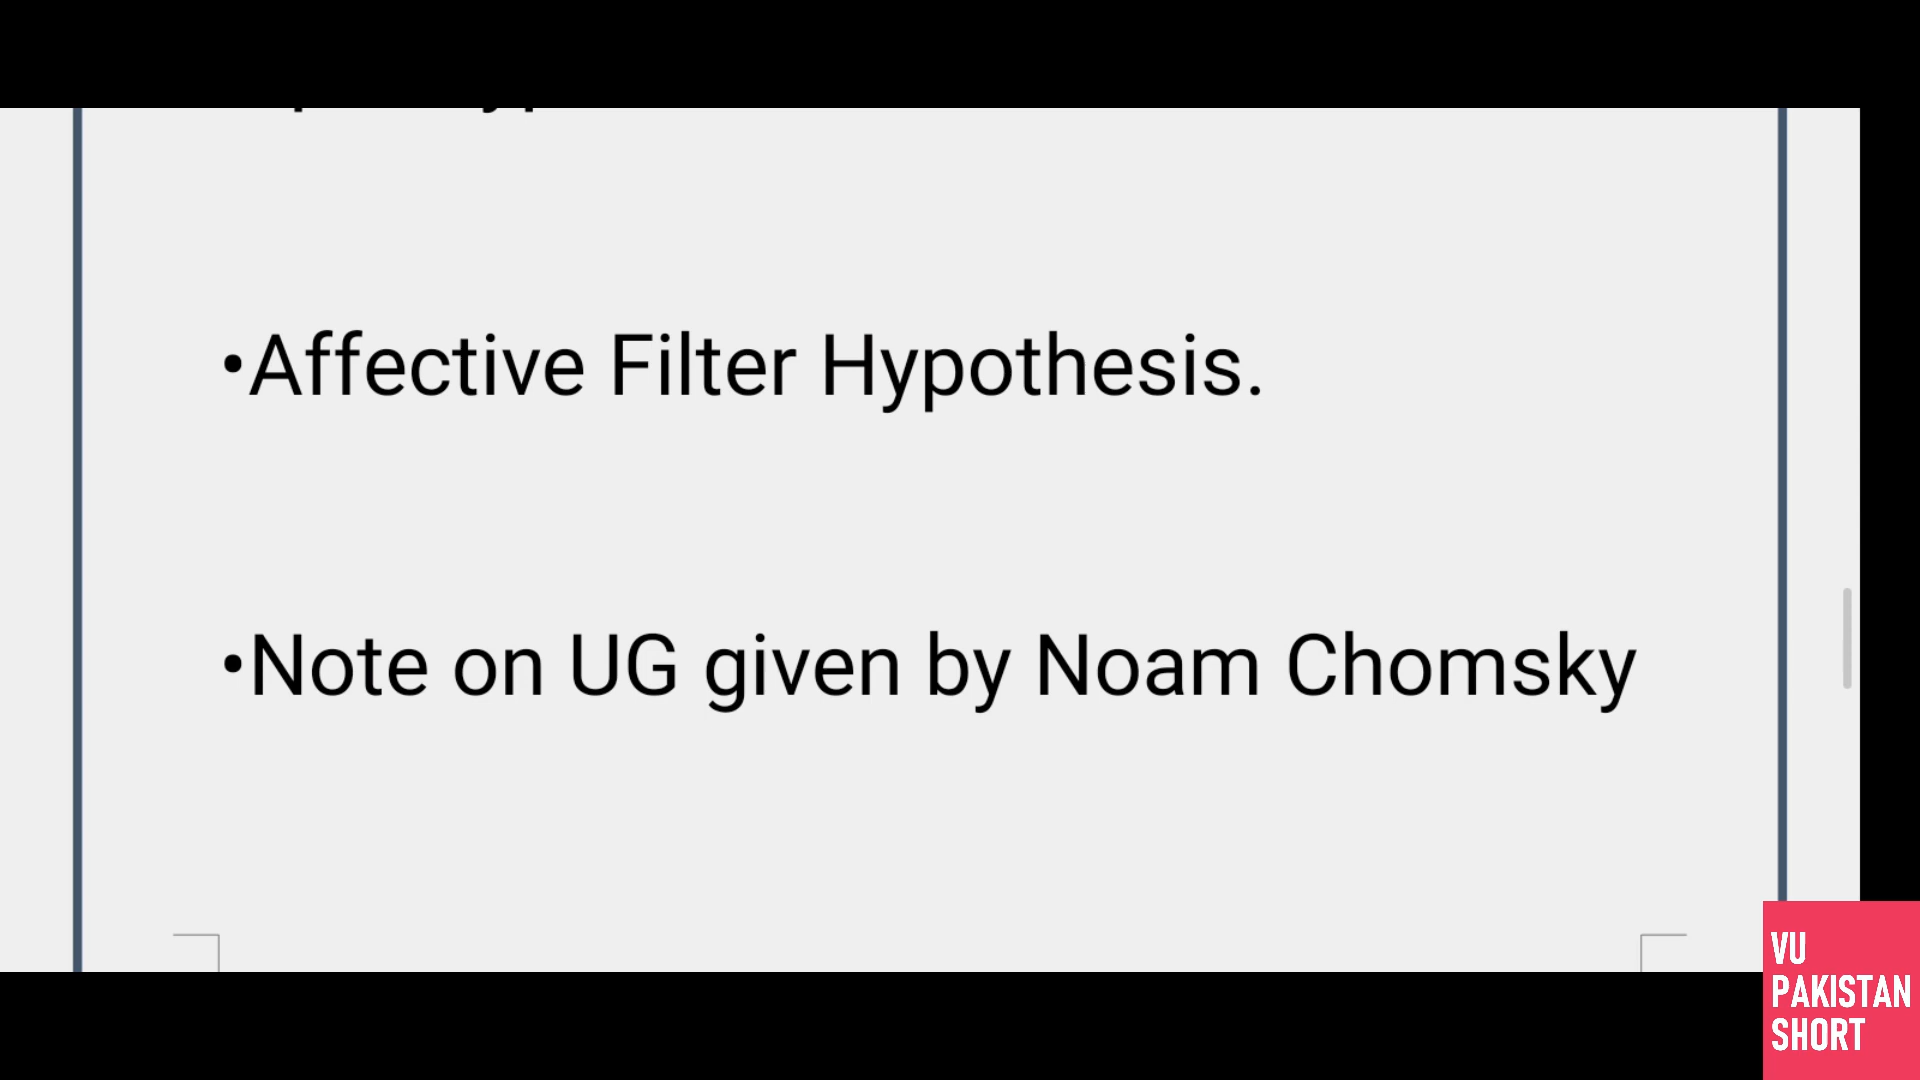 •Affective Filter Hypothesis.
•Note on UG given by Noam Chomsky
VU
PAKISTAN
SHORT